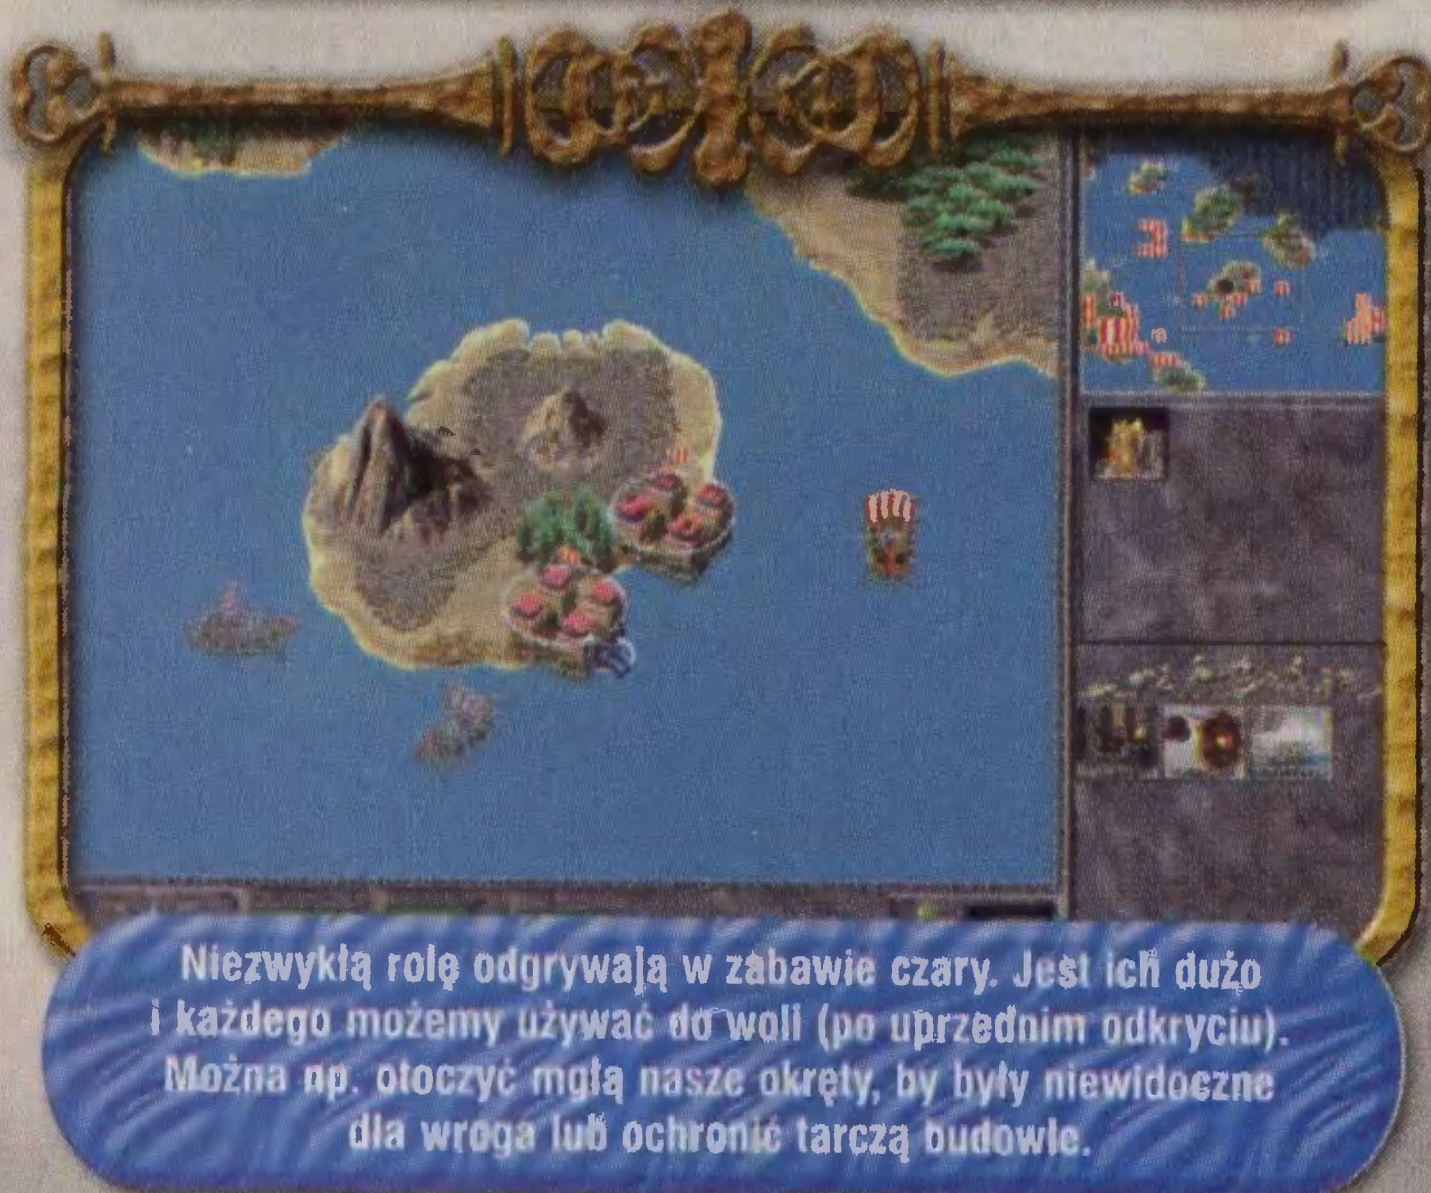 Niezwykłą rolę odgrywają w zabawie czary. Jest ich dużo
i każdego możemy używać do woli (po uprzednim odkryciu).
Można np. otoczyć mgłą nasze okręty, by były niewidoczne
dla wroga lub ochronić tarczą budowle.